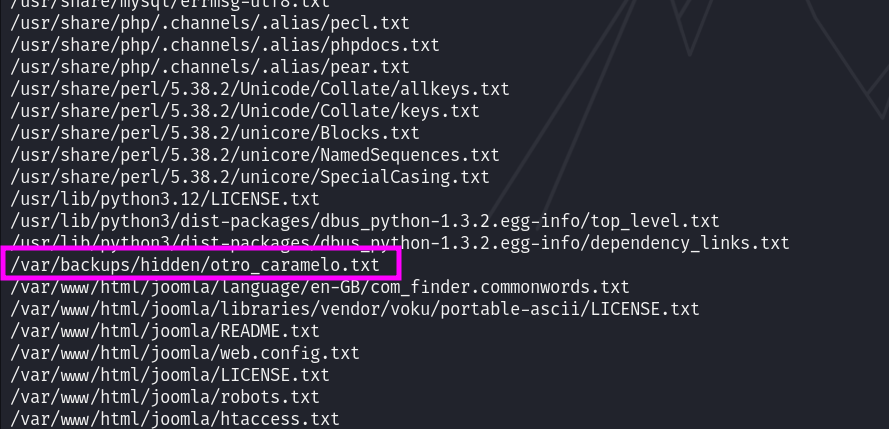 /usr/share/mysql/errmsg-utf8.txt
/usr/share/php/.channels/.alias/pecl.txt
/usr/share/php/.channels/.alias/phpdocs.txt
/usr/share/php/.channels/.alias/pear.txt
/usr/share/perl/5.38.2/Unicode/Collate/allkeys.txt
/usr/share/perl/5.38.2/Unicode/Collate/keys.txt
/usr/share/perl/5.38.2/unicore/Blocks.txt
/usr/share/perl/5.38.2/unicore/NamedSequences.txt
/usr/share/perl/5.38.2/unicore/SpecialCasing.txt
/usr/lib/python3.12/LICENSE.txt
/usr/lib/python3/dist-packages/dbus_python-1.3.2.egg-info/top_level.txt
/usr/lib/python3/dist-packages/dbus_python-1.3.2.egg-info/dependency_links.txt
/var/backups/hidden/otro_caramelo.txt
/var/www/html/joomla/language/en-GB/com_finder.commonwords.txt
/var/www/html/joomla/libraries/vendor/voku/portable-ascii/LICENSE.txt
/var/www/html/joomla/README.txt
/var/www/html/joomla/web.config.txt
/var/www/html/joomla/LICENSE.txt
/var/www/html/joomla/robots.txt
/var/www/html/joomla/htaccess.txt